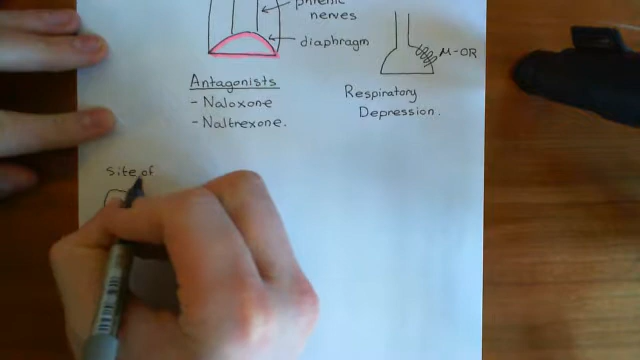 phrenic
nerves
diaphragm
μ-OR
Antagonists
- Naloxone
- Naltrexone.
Respiratory
Depression.
Site of